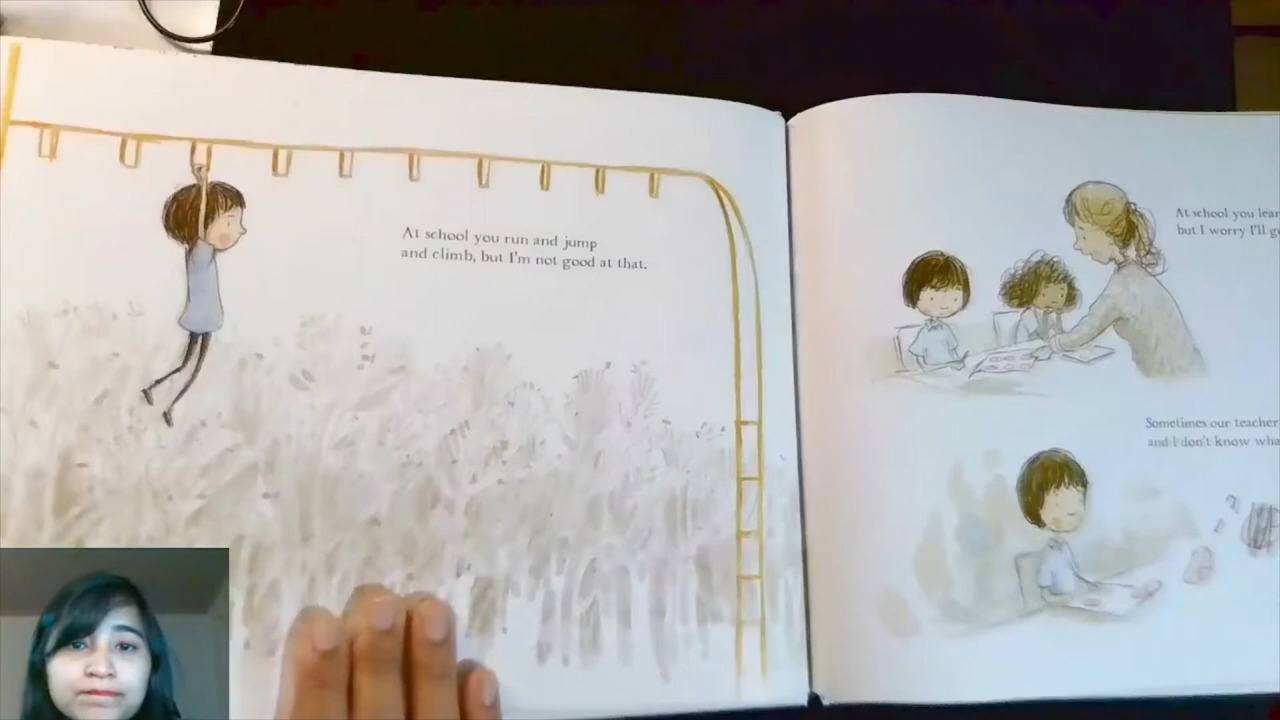 At school you run and jump
and climb, but I'm not good at that.
At school you lear
but I worry I'll g
Sometimes our teacher
and I don't know wha